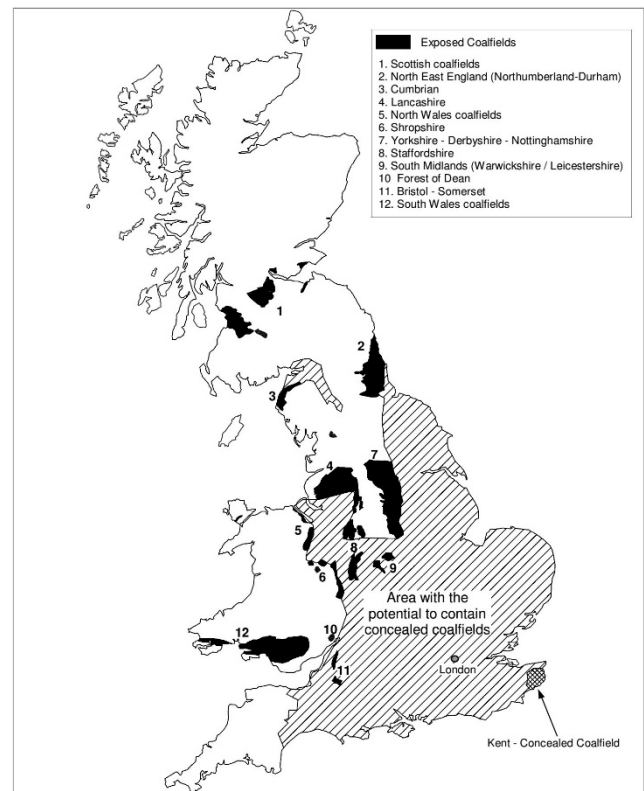 Exposed Coalfields
1. Scottish coalfields
2. North East England (Northumberland-Durham)
3. Cumbrian
4. Lancashire
5. North Wales coalfields
6. Shropshire
7. Yorkshire - Derbyshire - Nottinghamshire
8. Staffordshire
9. South Midlands (Warwickshire / Leicestershire)
10 Forest of Dean
11. Bristol - Somerset
12. South Wales coalfields
1
2
3
4
7
5
8
6
9
Area with the
potential to contain
concealed coalfields
12
10
11
London
Kent - Concealed Coalfield